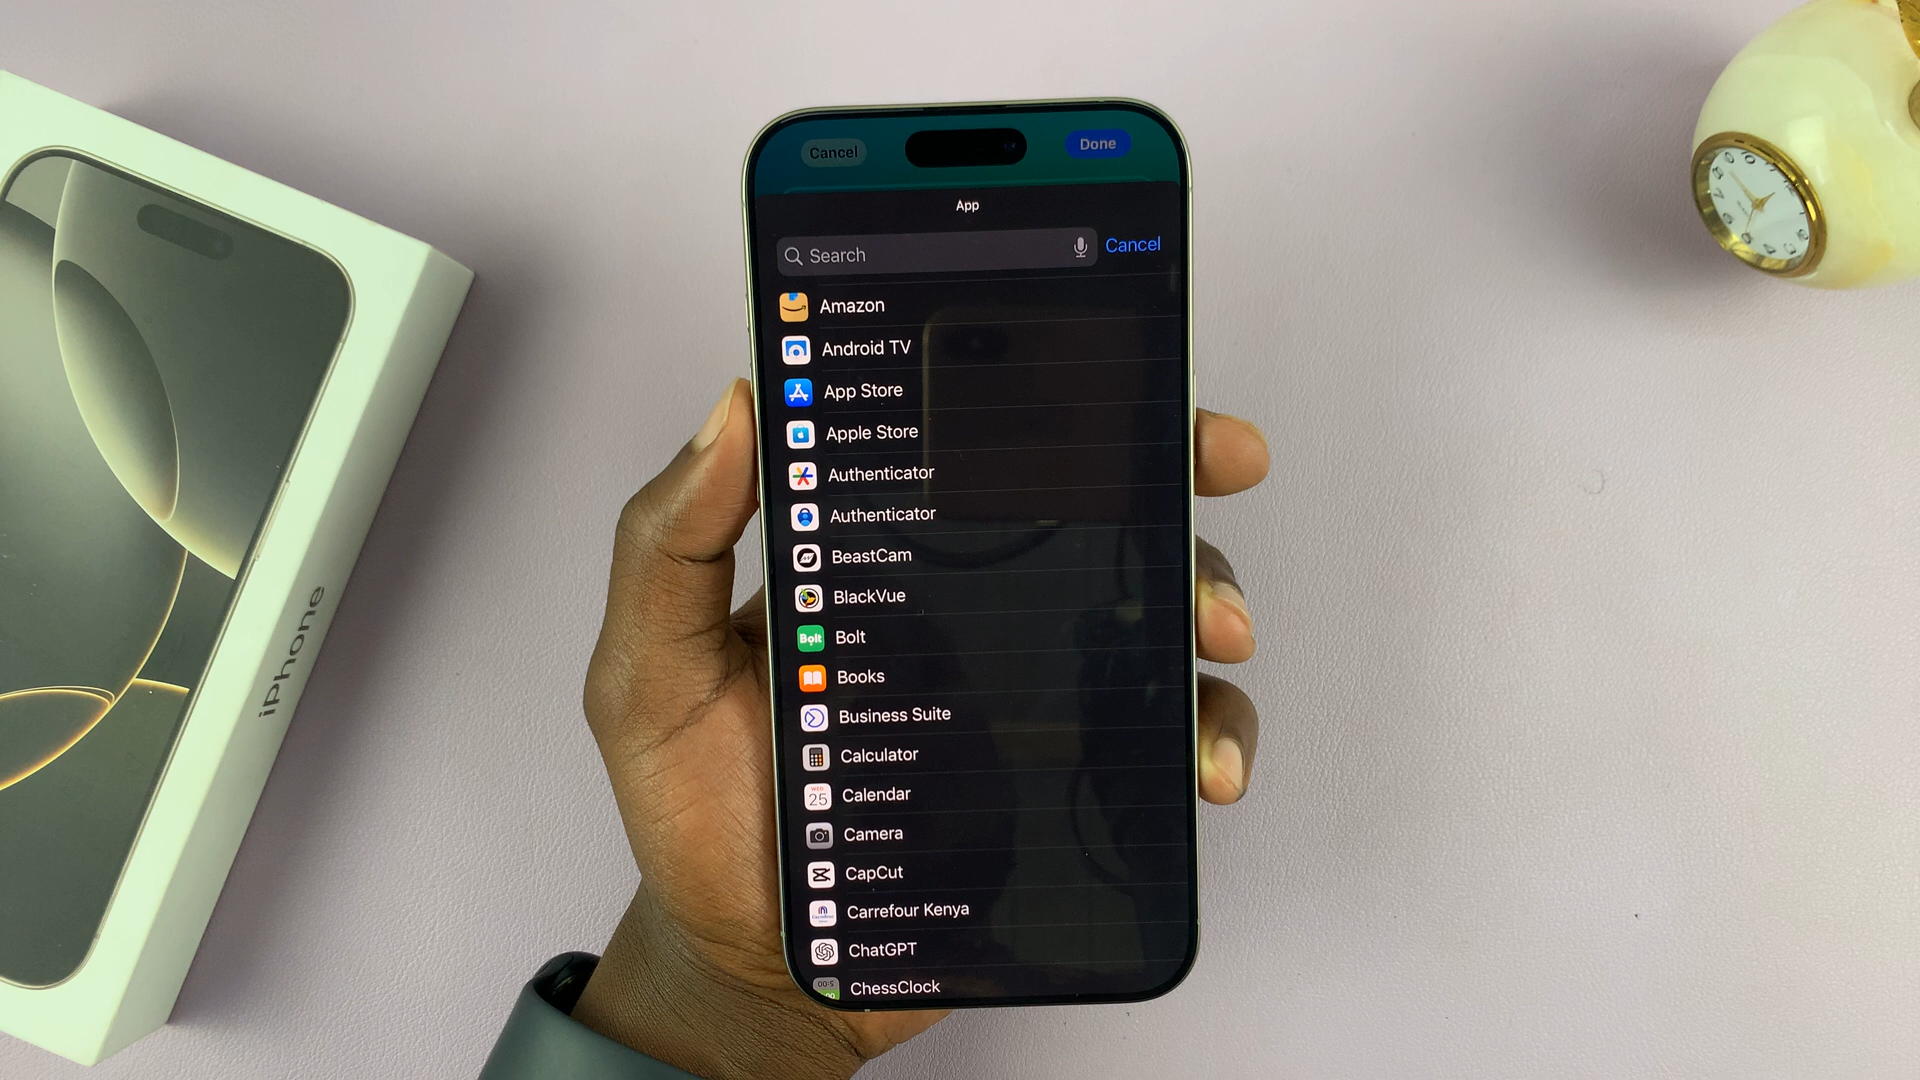 Cancel
Done
App
Search
Cancel
Amazon
Android TV
App Store
Apple Store
Authenticator
Authenticator
BeastCam
BlackVue
Bolt
Bolt
Books
Business Suite
Calculator
WED
25
Calendar
Camera
CapCut
Carrefour Kenya
ChatGPT
ChessClock
iPhone